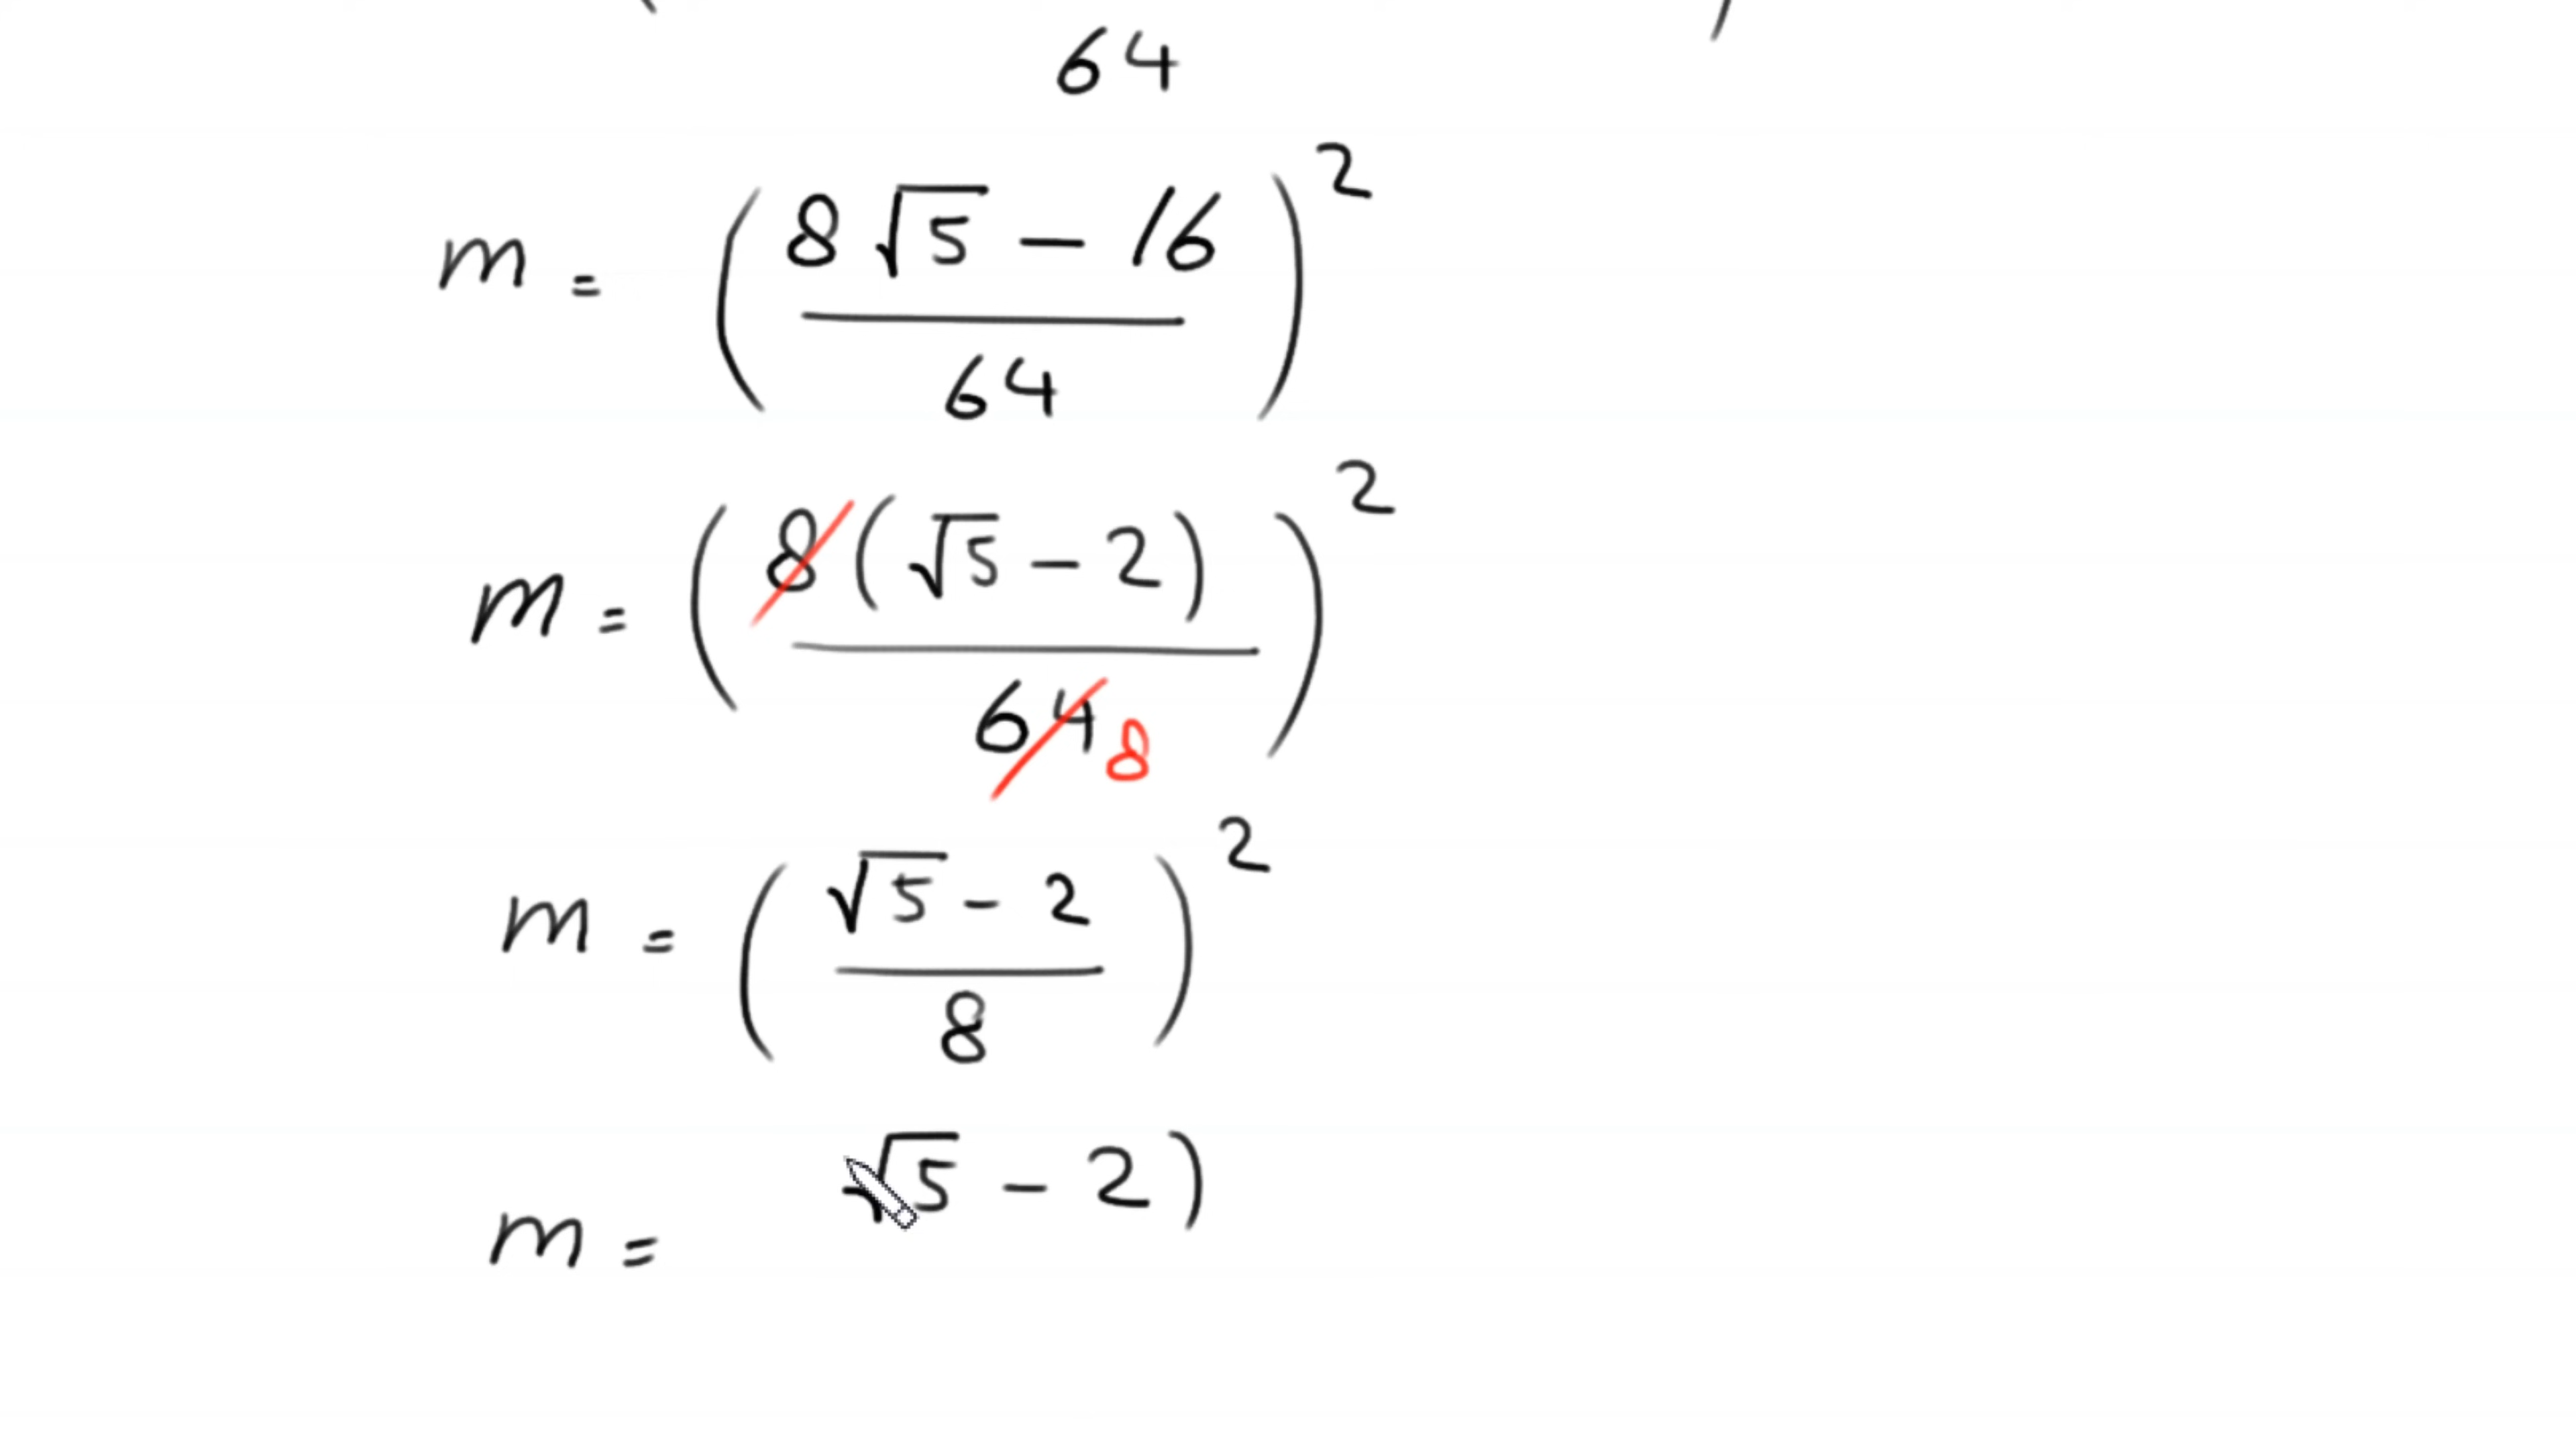 64
m = ( (8√5 − 16) / 64 )²
m = ( 8(√5 − 2) / 64 8 )²
m = ( (√5 − 2) / 8 )²
m = √5 − 2)